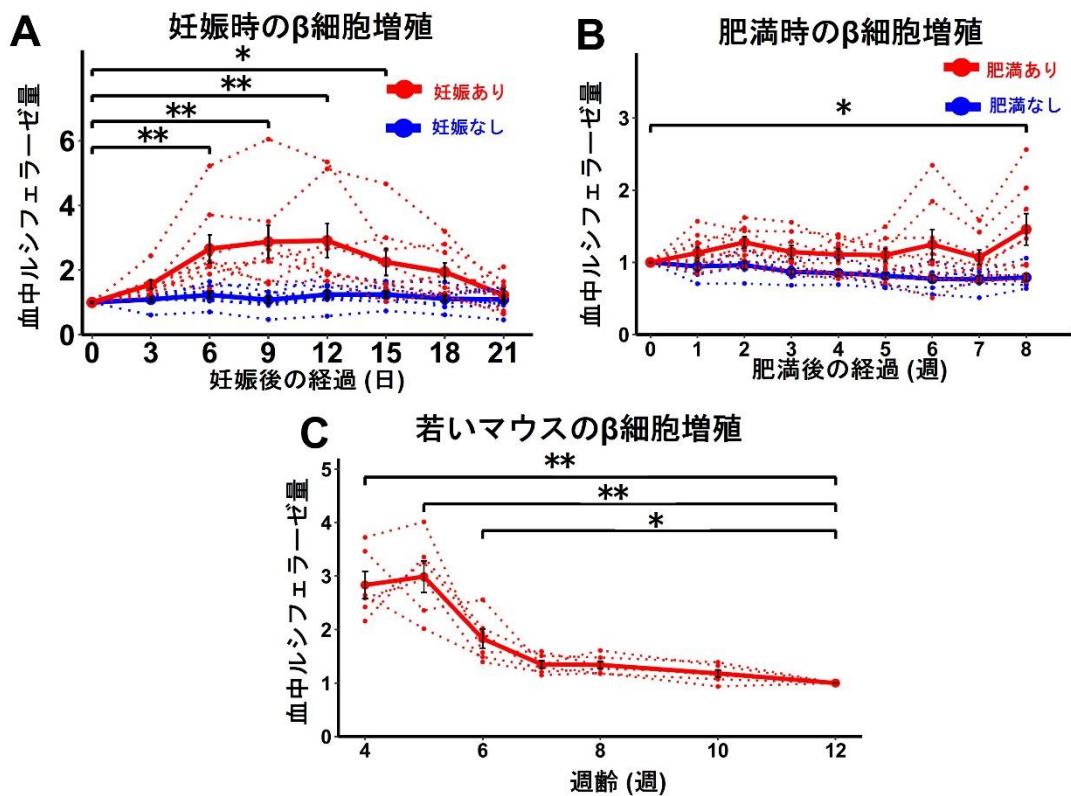 A
妊娠時のβ細胞増殖
血中ルシフェラーゼ量
*
**
**
**
妊娠あり
妊娠なし
6
4
2
0
0 3 6 9 12 15 18 21
妊娠後の経過 (日)
B
肥満時のβ細胞増殖
血中ルシフェラーゼ量
肥満あり
肥満なし
*
3
2
1
0
0 1 2 3 4 5 6 7 8
肥満後の経過 (週)
C
若いマウスのβ細胞増殖
血中ルシフェラーゼ量
**
**
*
5
4
3
2
1
0
4 6 8 10 12
週齢 (週)